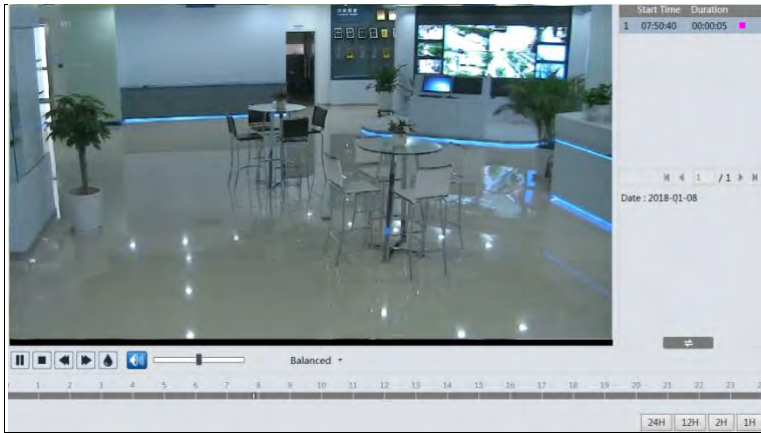 Start Time Duration
1 07:50:40 00:00:05
1 /1
Date : 2018-01-08
Balanced
1 2 3 4 5 6 7 8 9 10 11 12 13 14 15 16 17 18 19 20 21 22 23
24H 12H 2H 1H